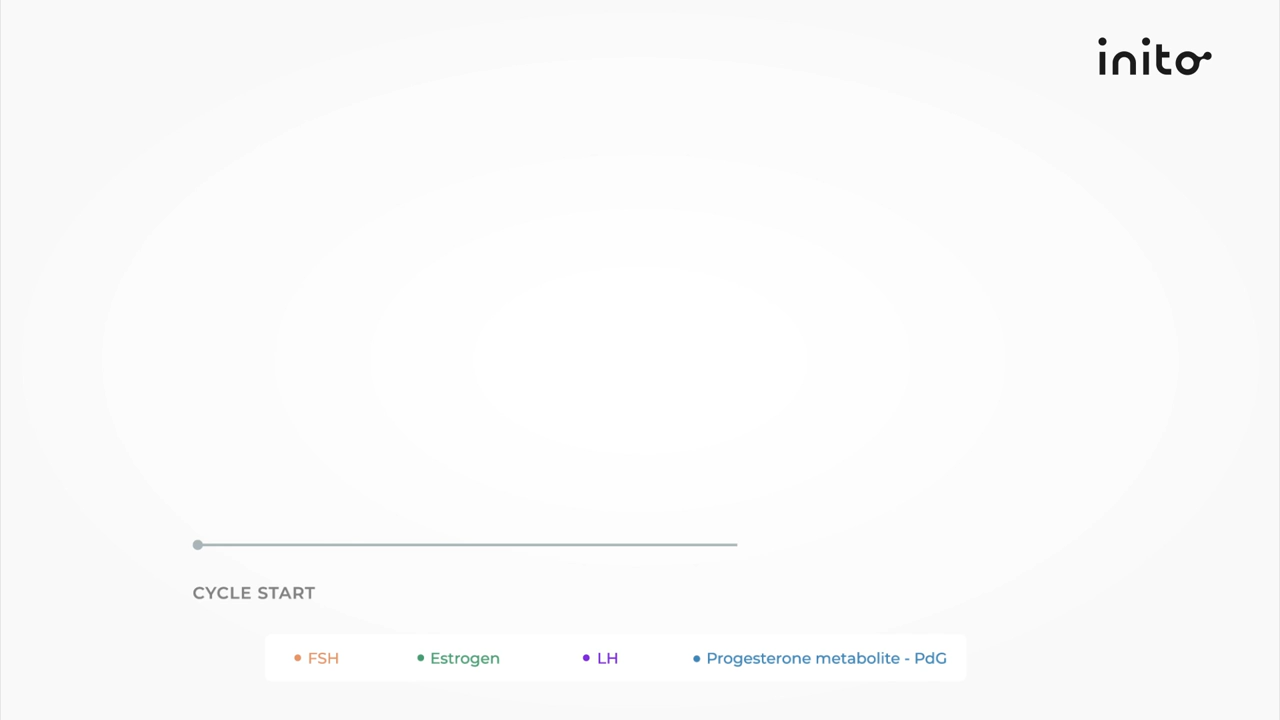 inito
CYCLE START
• FSH • Estrogen • LH • Progesterone metabolite - PdG